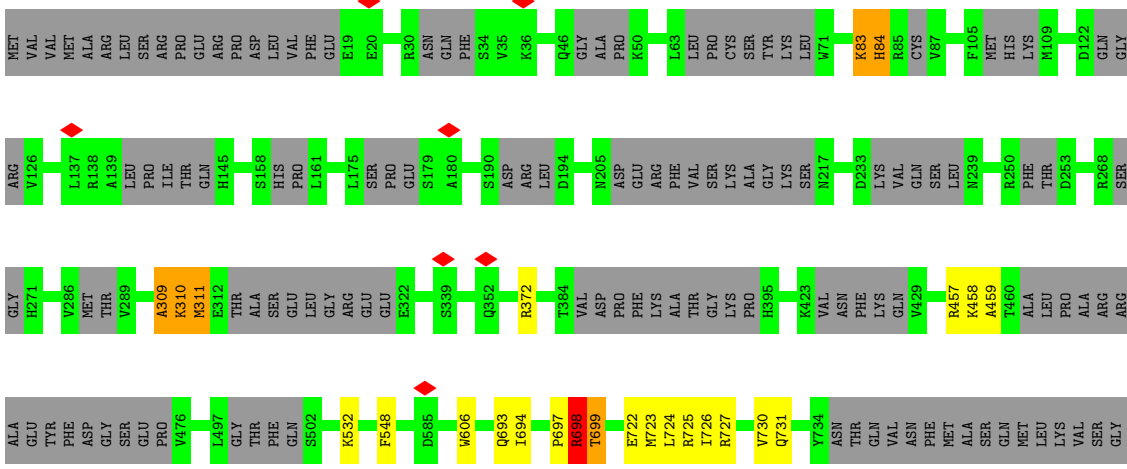 MET VAL VAL MET ALA ARG LEU SER ARG PRO GLU ARG PRO ASP LEU VAL PHE GLU E19 E20 R30 ASN GLN PHE S34 V35 K36 Q46 GLY ALA PRO K50 L63 LEU PRO CYS SER TYR LYS LEU W71 K83 H84 R85 CYS V87 F105 MET HIS LYS M109 D122 GLN GLY
ARG V126 L137 R138 A139 LEU PRO ILE THR GLN H145 S158 HIS PRO L161 L175 SER PRO GLU S179 A180 S190 ASP ARG LEU D194 N205 ASP GLU ARG PHE VAL SER LYS ALA GLY LYS SER N217 D233 LYS VAL GLN SER LEU N239 R250 PHE THR D253 R268 SER
GLY H271 V286 MET THR V289 A309 K310 M311 E312 THR ALA SER GLU LEU GLY ARG GLU GLU E322 S339 Q352 R372 T384 VAL ASP PRO PHE LYS ALA THR GLY LYS PRO H395 K423 VAL ASN PHE LYS GLN V429 R457 K458 A459 T460 ALA LEU PRO ALA ARG ARG
ALA GLU TYR PHE ASP GLY SER GLU PRO V476 L497 GLY THR PHE GLN S502 K532 F548 D585 W606 Q693 I694 P697 R698 T699 E722 M723 L724 R725 I726 R727 V730 Q731 Y734 ASN THR GLN VAL ASN PHE MET ALA SER GLN MET LEU LYS VAL SER GLY